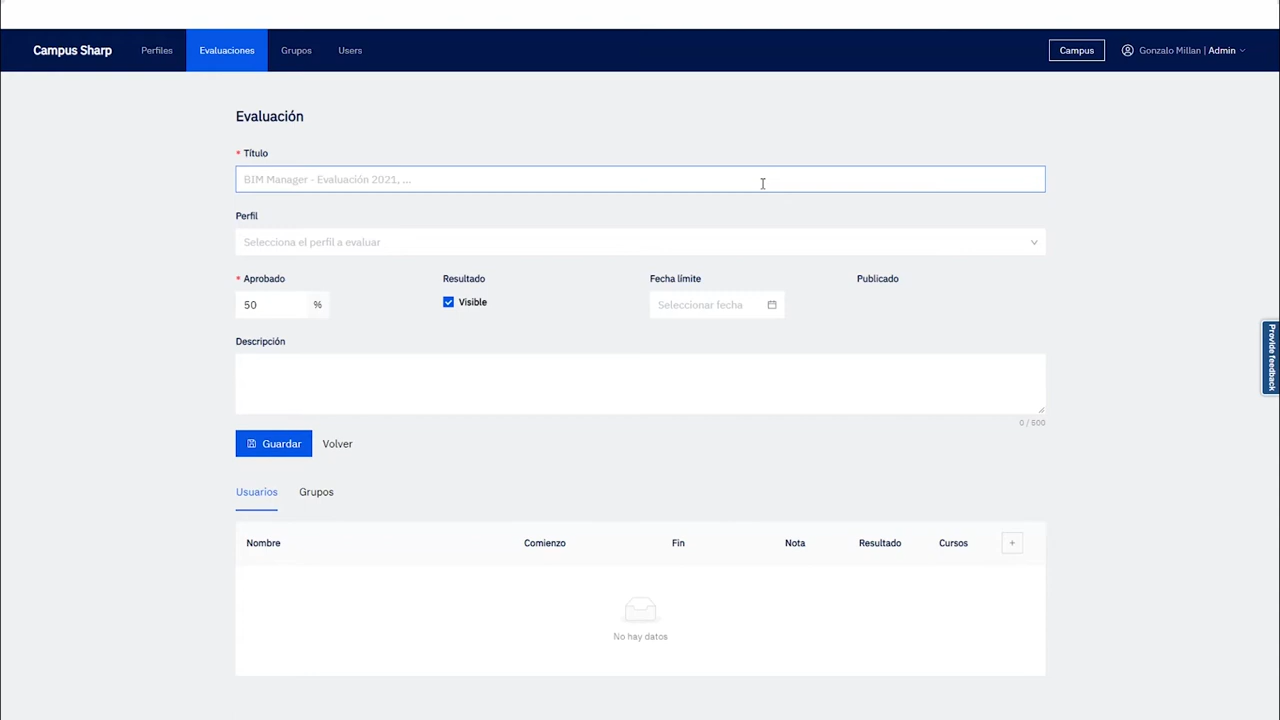 Campus Sharp Perfiles Evaluaciones Grupos Users Campus Gonzalo Millan | Admin
Evaluación
* Título
BIM Manager - Evaluación 2021, ...
Perfil
Selecciona el perfil a evaluar
* Aprobado Resultado Fecha límite Publicado
50 % Visible Seleccionar fecha
Provide feedback
Descripción
0 / 500
Guardar Volver
Usuarios Grupos
Nombre Comienzo Fin Nota Resultado Cursos +
No hay datos